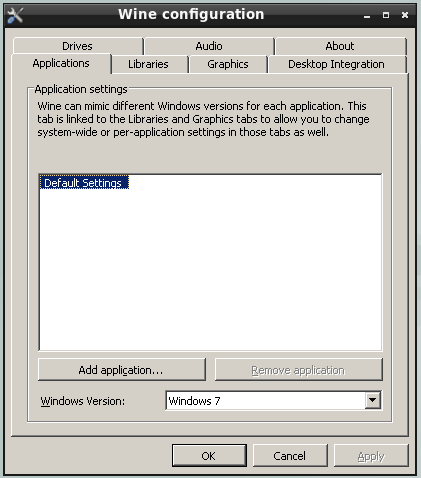 Wine configuration
Drives Audio About
Applications Libraries Graphics Desktop Integration
Application settings
Wine can mimic different Windows versions for each application. This
tab is linked to the Libraries and Graphics tabs to allow you to change
system-wide or per-application settings in those tabs as well.
Default Settings
Add application... Remove application
Windows Version: Windows 7
OK Cancel Apply